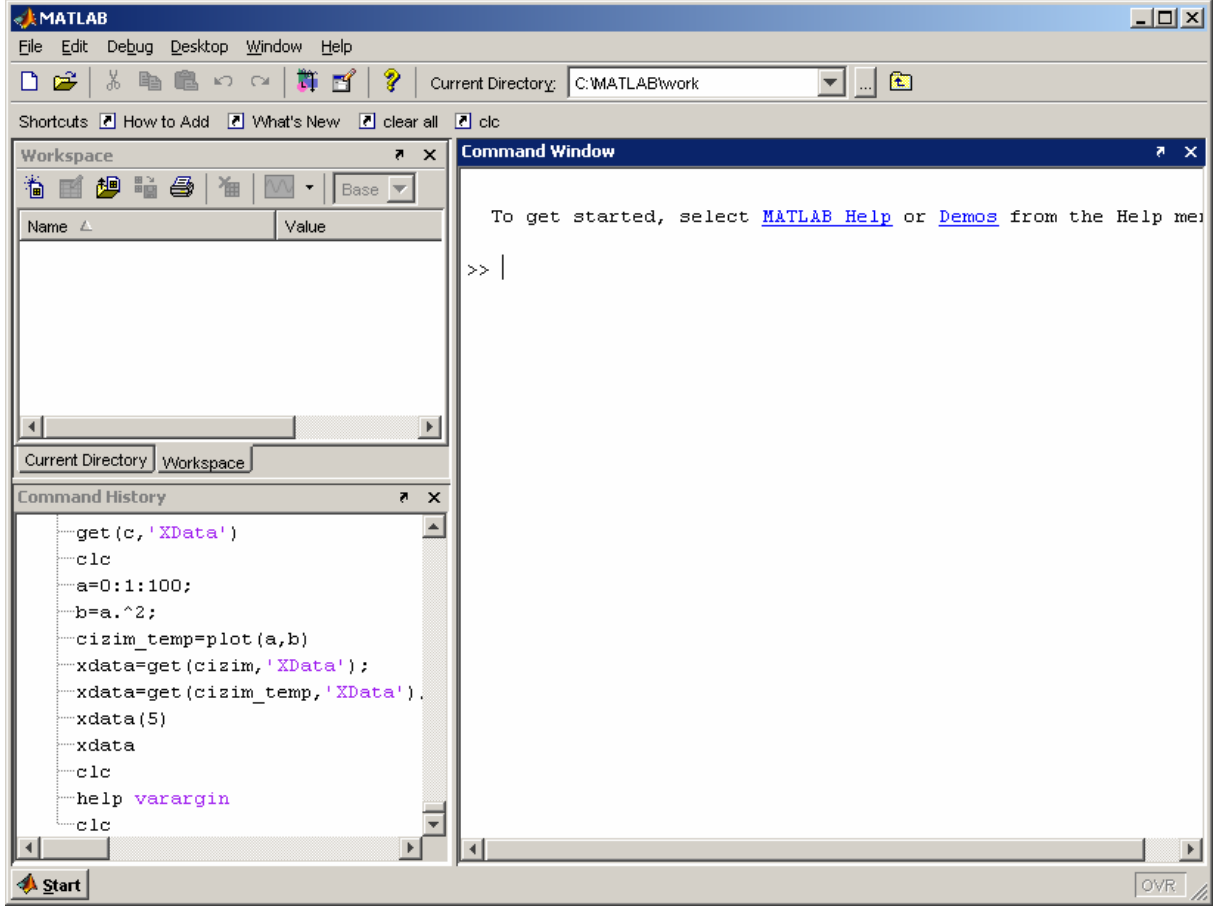 MATLAB
File Edit Debug Desktop Window Help
Current Directory: C:\MATLAB\work ...
Shortcuts How to Add What's New clear all clc
Workspace
Base
Name Value
Current Directory Workspace
Command History
get(c,'XData')
clc
a=0:1:100;
b=a.^2;
cizim_temp=plot(a,b)
xdata=get(cizim,'XData');
xdata=get(cizim_temp,'XData').
xdata(5)
xdata
clc
help varargin
clc
Command Window
To get started, select MATLAB Help or Demos from the Help
>>
Start
OVR